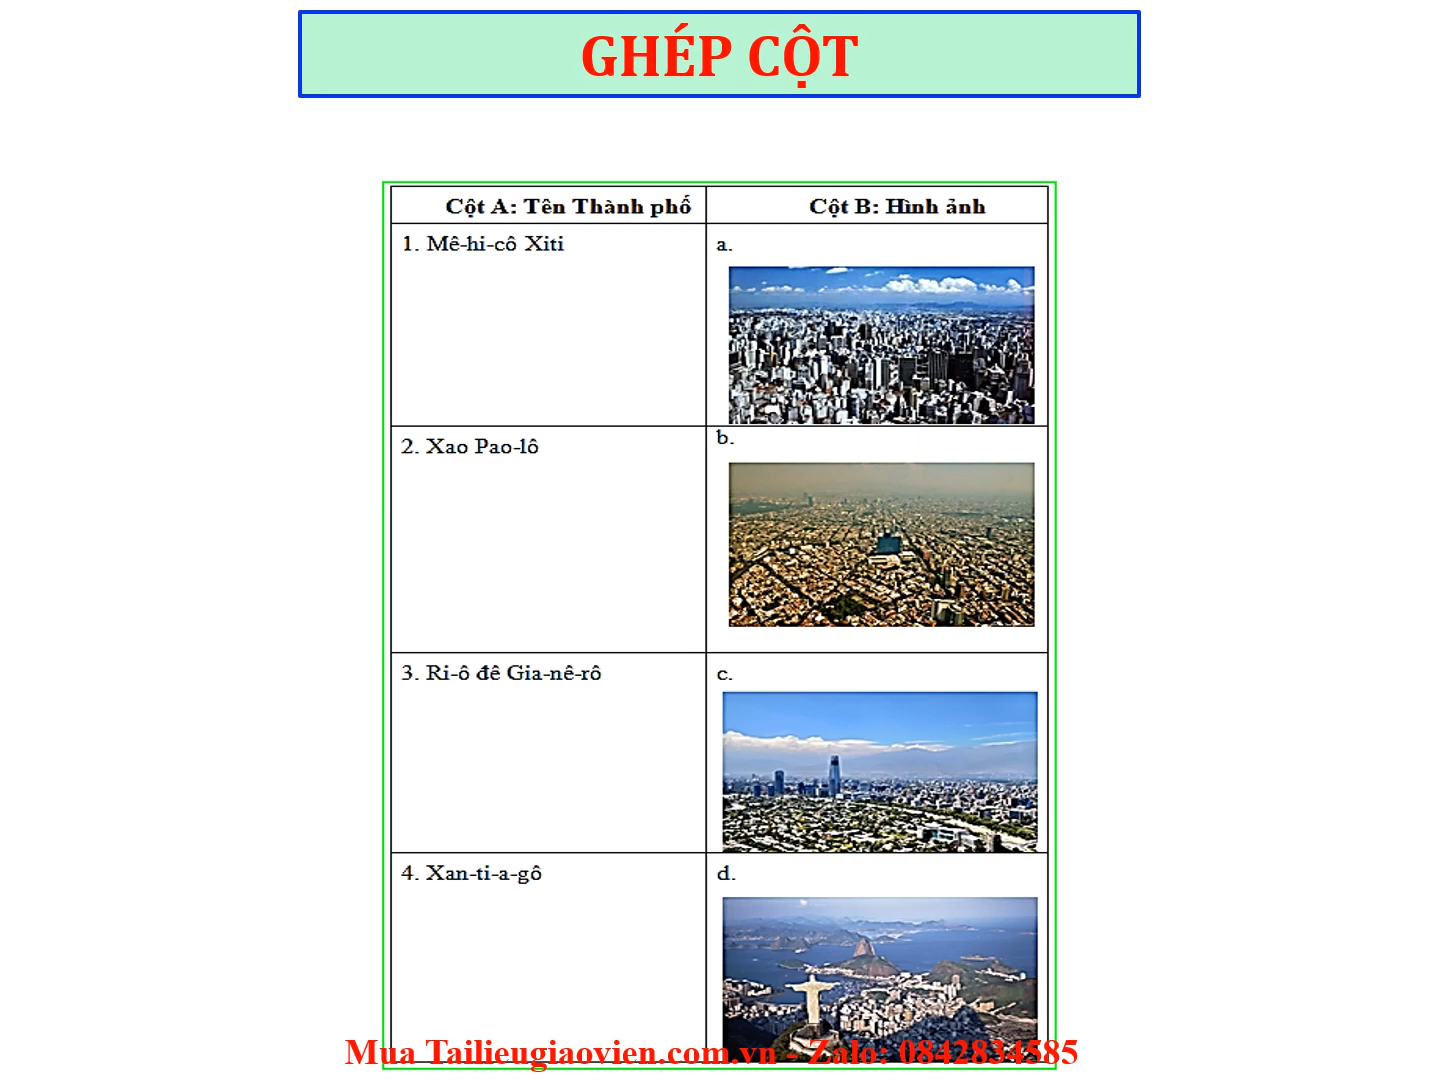 GHÉP CỘT
Cột A: Tên Thành phố
Cột B: Hình ảnh
1. Mê-hi-cô Xiti
a.
2. Xao Pao-lô
b.
3. Ri-ô đê Gia-nê-rô
c.
4. Xan-ti-a-gô
d.
Mua Tailieugiaovien.com.vn - Zalo: 0842834585